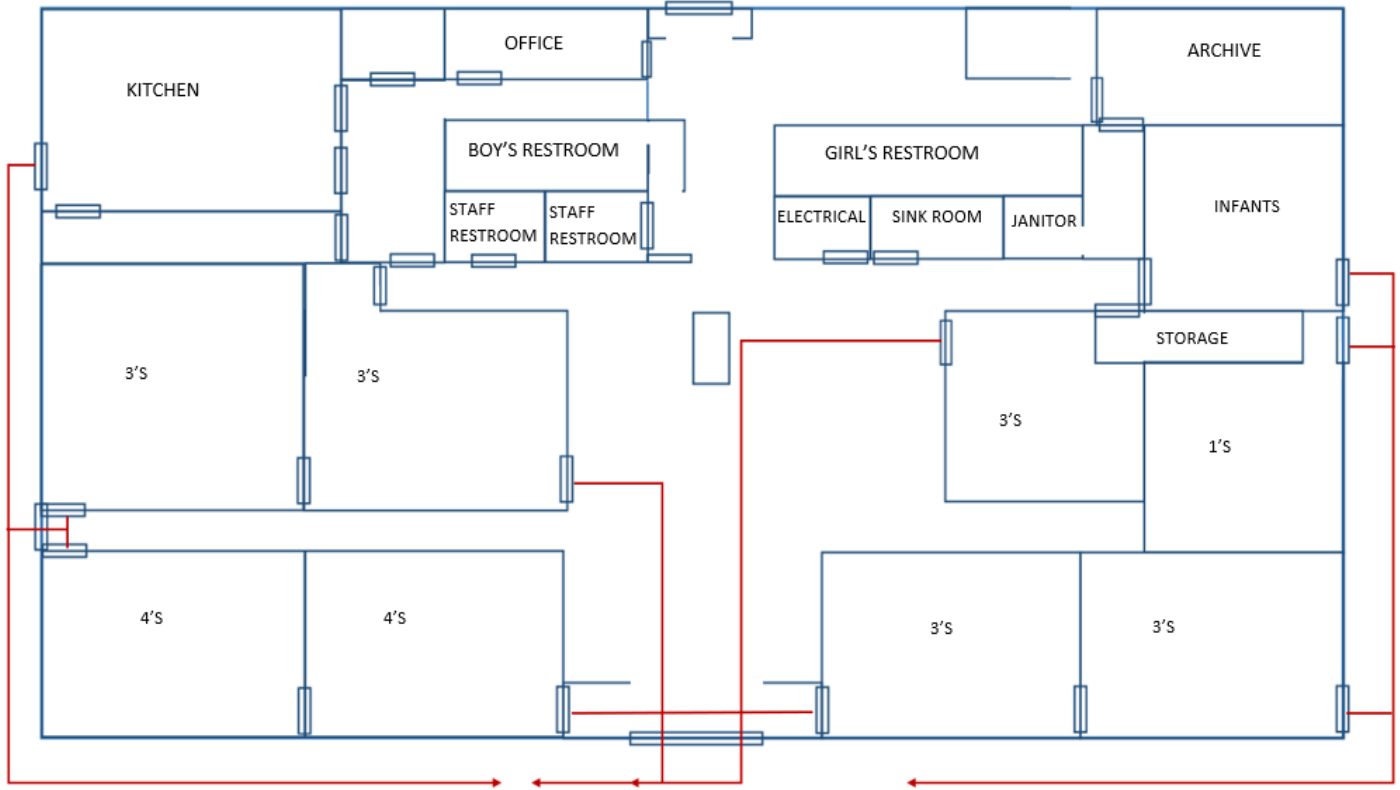 OFFICE
ARCHIVE
KITCHEN
BOY'S RESTROOM
GIRL'S RESTROOM
STAFF
RESTROOM
STAFF
RESTROOM
ELECTRICAL
SINK ROOM
JANITOR
INFANTS
STORAGE
3'S
3'S
3'S
1'S
4'S
4'S
3'S
3'S